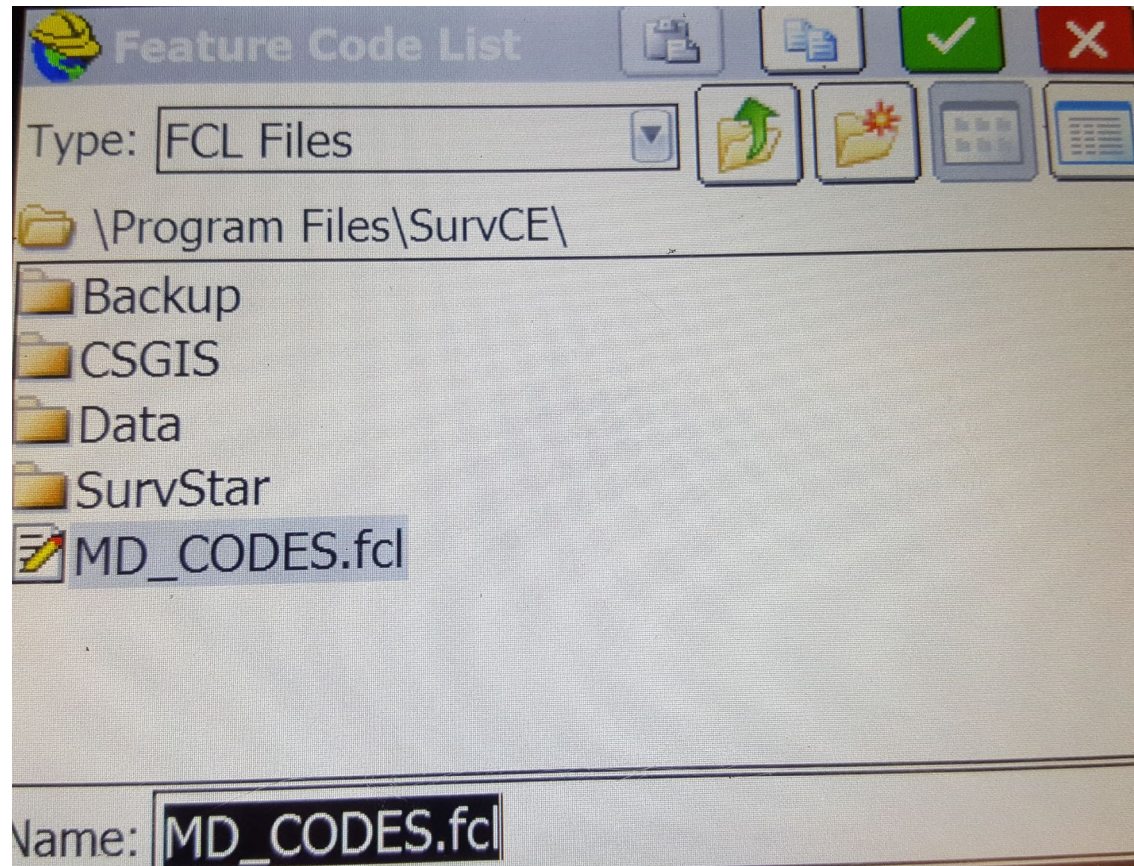 Feature Code List
Type: FCL Files
\Program Files\SurvCE\
Backup
CSGIS
Data
SurvStar
MD_CODES.fcl
Name: MD_CODES.fcl